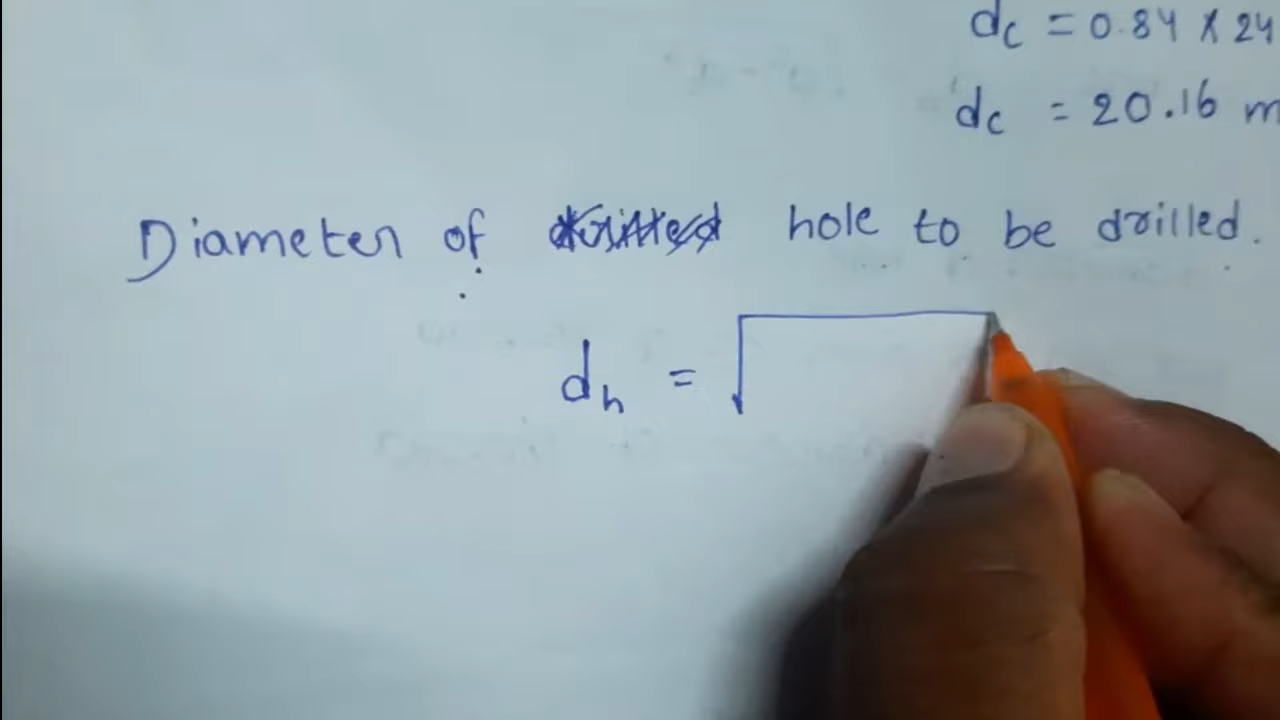 dc = 0.84 x 24
dc = 20.16 m
Diameter of hole to be drilled.
dh = √